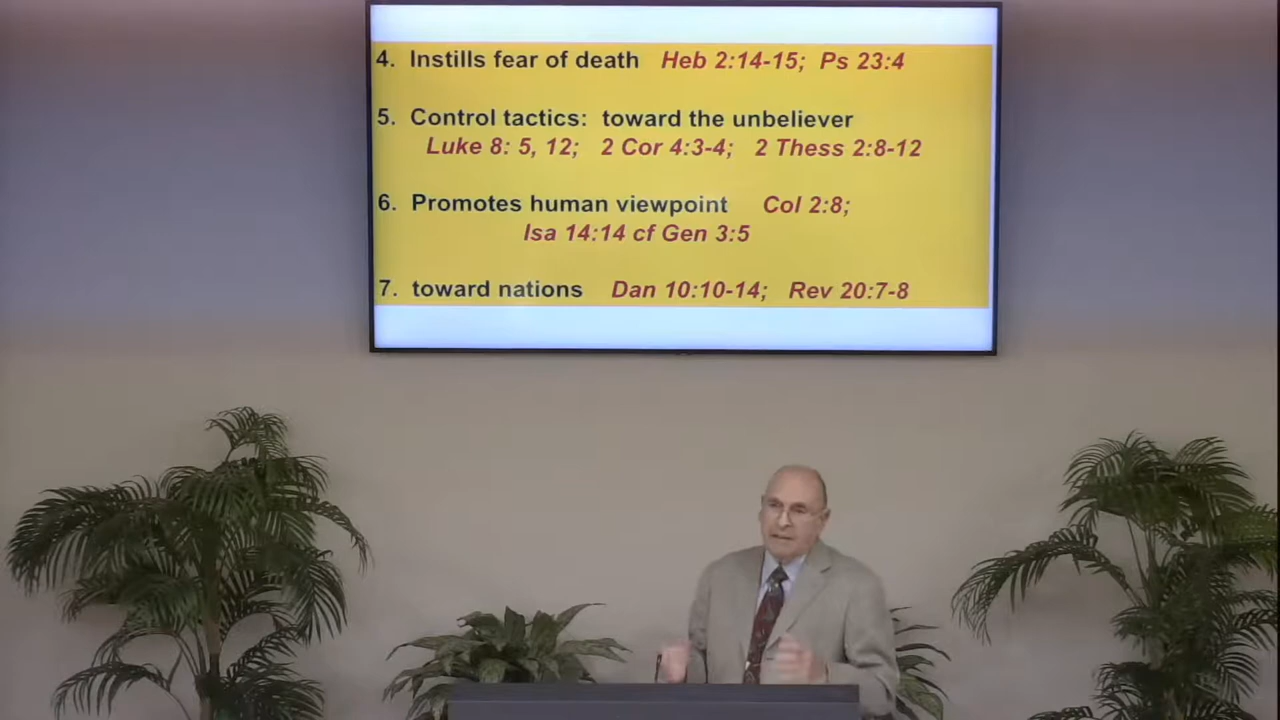 4. Instills fear of death Heb 2:14-15; Ps 23:4
5. Control tactics: toward the unbeliever
Luke 8: 5, 12; 2 Cor 4:3-4; 2 Thess 2:8-12
6. Promotes human viewpoint Col 2:8;
Isa 14:14 cf Gen 3:5
7. toward nations Dan 10:10-14; Rev 20:7-8